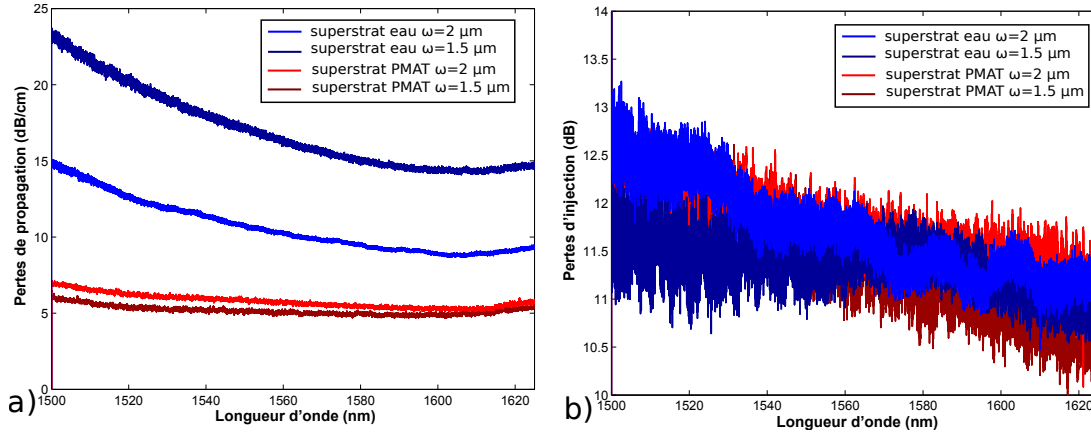 25
20
15
10
5
0
1500
1520
1540
1560
1580
1600
1620
Pertes de propagation (dB/cm)
Longueur d'onde (nm)
superstrat eau ω=2 μm
superstrat eau ω=1.5 μm
superstrat PMAT ω=2 μm
superstrat PMAT ω=1.5 μm
a)
14
13.5
13
12.5
12
11.5
11
10.5
10
1500
1520
1540
1560
1580
1600
1620
Pertes d'injection (dB)
Longueur d'onde (nm)
superstrat eau ω=2 μm
superstrat eau ω=1.5 μm
superstrat PMAT ω=2 μm
superstrat PMAT ω=1.5 μm
b)